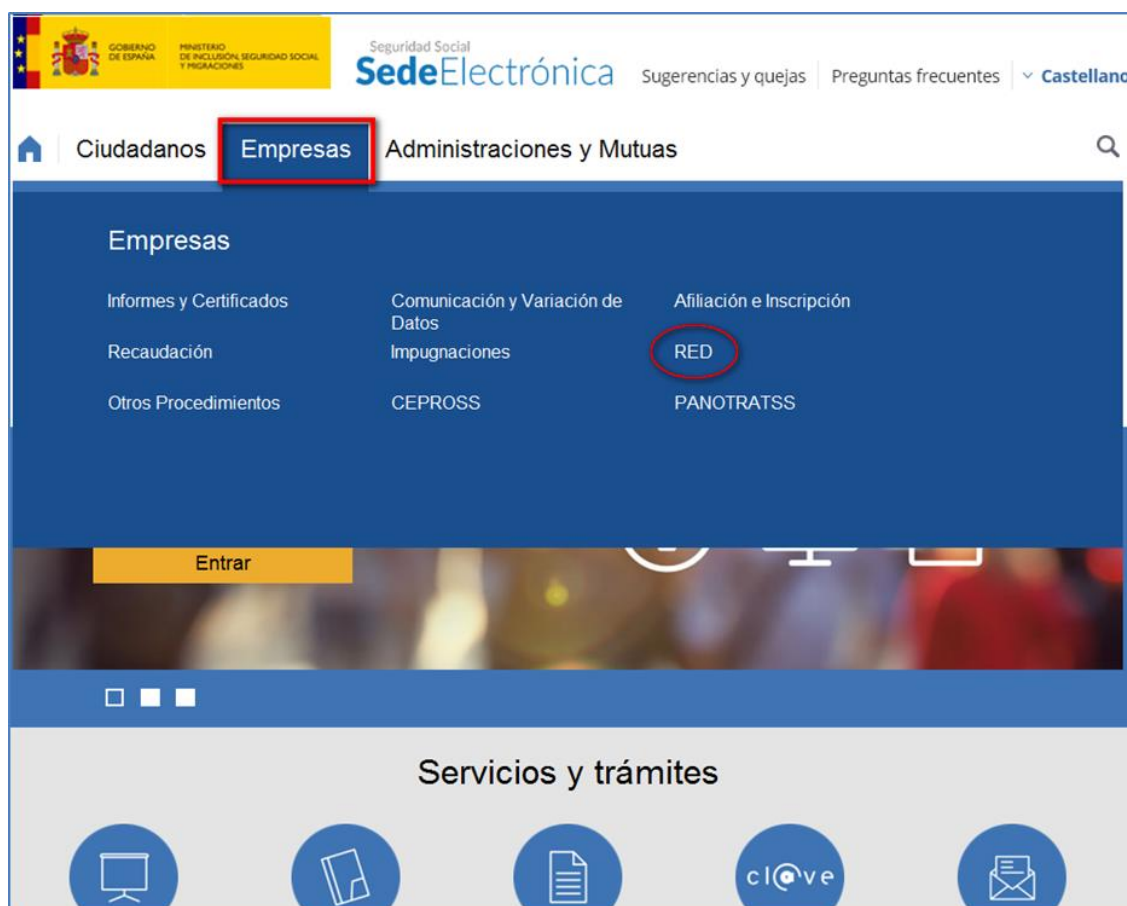 GOBIERNO
DE ESPAÑA
MINISTERIO
DE INCLUSIÓN, SEGURIDAD SOCIAL
Y MIGRACIONES
Seguridad Social
SedeElectrónica
Sugerencias y quejas
Preguntas frecuentes
Castellano
Ciudadanos
Empresas
Administraciones y Mutuas
Empresas
Informes y Certificados
Comunicación y Variación de
Datos
Afiliación e Inscripción
Recaudación
Impugnaciones
RED
Otros Procedimientos
CEPROSS
PANOTRATSS
Entrar
Servicios y trámites
cl@ve